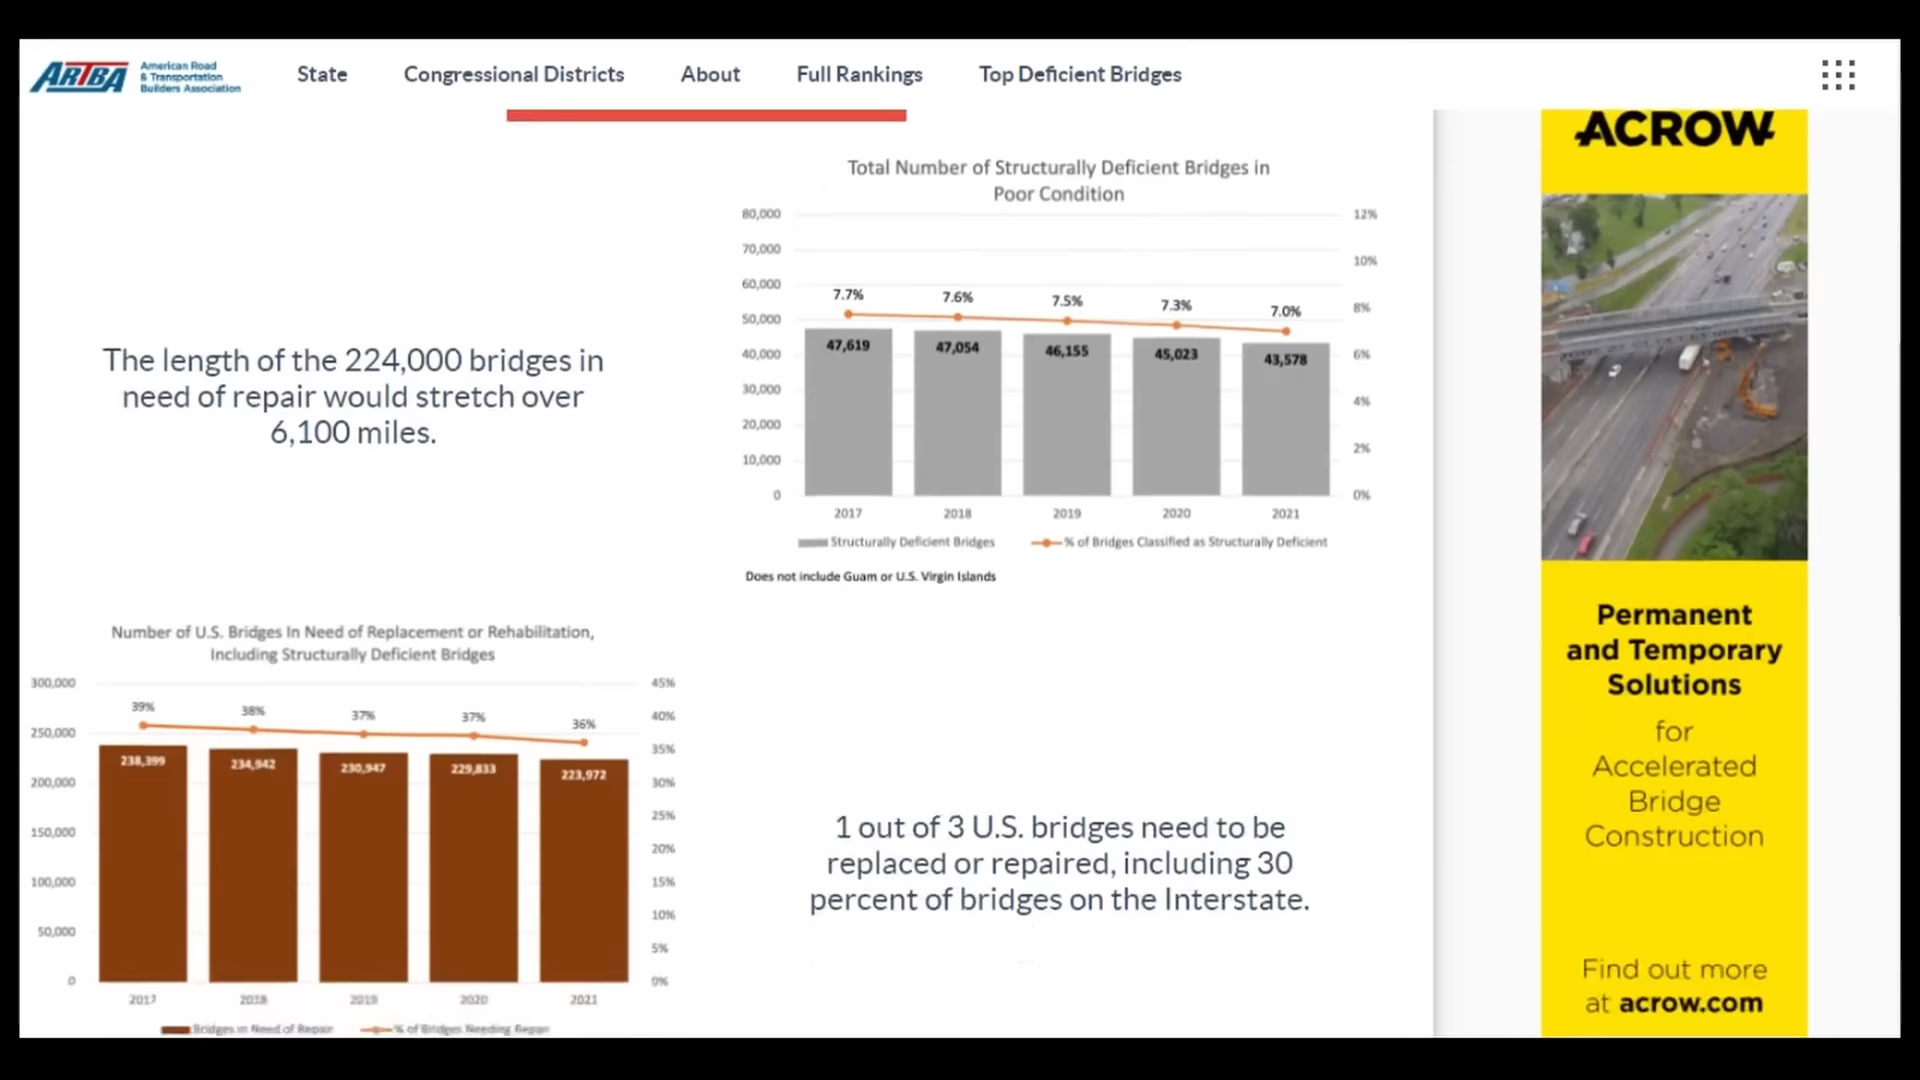 ARTBA
American Road
& Transportation
Builders Association
State
Congressional Districts
About
Full Rankings
Top Deficient Bridges
The length of the 224,000 bridges in
need of repair would stretch over
6,100 miles.
Total Number of Structurally Deficient Bridges in
Poor Condition
80,000
70,000
60,000
50,000
40,000
30,000
20,000
10,000
0
12%
10%
8%
6%
4%
2%
0%
7.7%
7.6%
7.5%
7.3%
7.0%
47,619
47,054
46,155
45,023
43,578
2017
2018
2019
2020
2021
Structurally Deficient Bridges
% of Bridges Classified as Structurally Deficient
Does not include Guam or U.S. Virgin Islands
Number of U.S. Bridges In Need of Replacement or Rehabilitation,
Including Structurally Deficient Bridges
300,000
250,000
200,000
150,000
100,000
50,000
0
45%
40%
35%
30%
25%
20%
15%
10%
5%
0%
39%
38%
37%
37%
36%
238,399
234,942
230,947
229,833
223,972
2017
2018
2019
2020
2021
Bridges in Need of Repair
% of Bridges Needing Repair
1 out of 3 U.S. bridges need to be
replaced or repaired, including 30
percent of bridges on the Interstate.
ACROW
Permanent
and Temporary
Solutions
for
Accelerated
Bridge
Construction
Find out more
at acrow.com